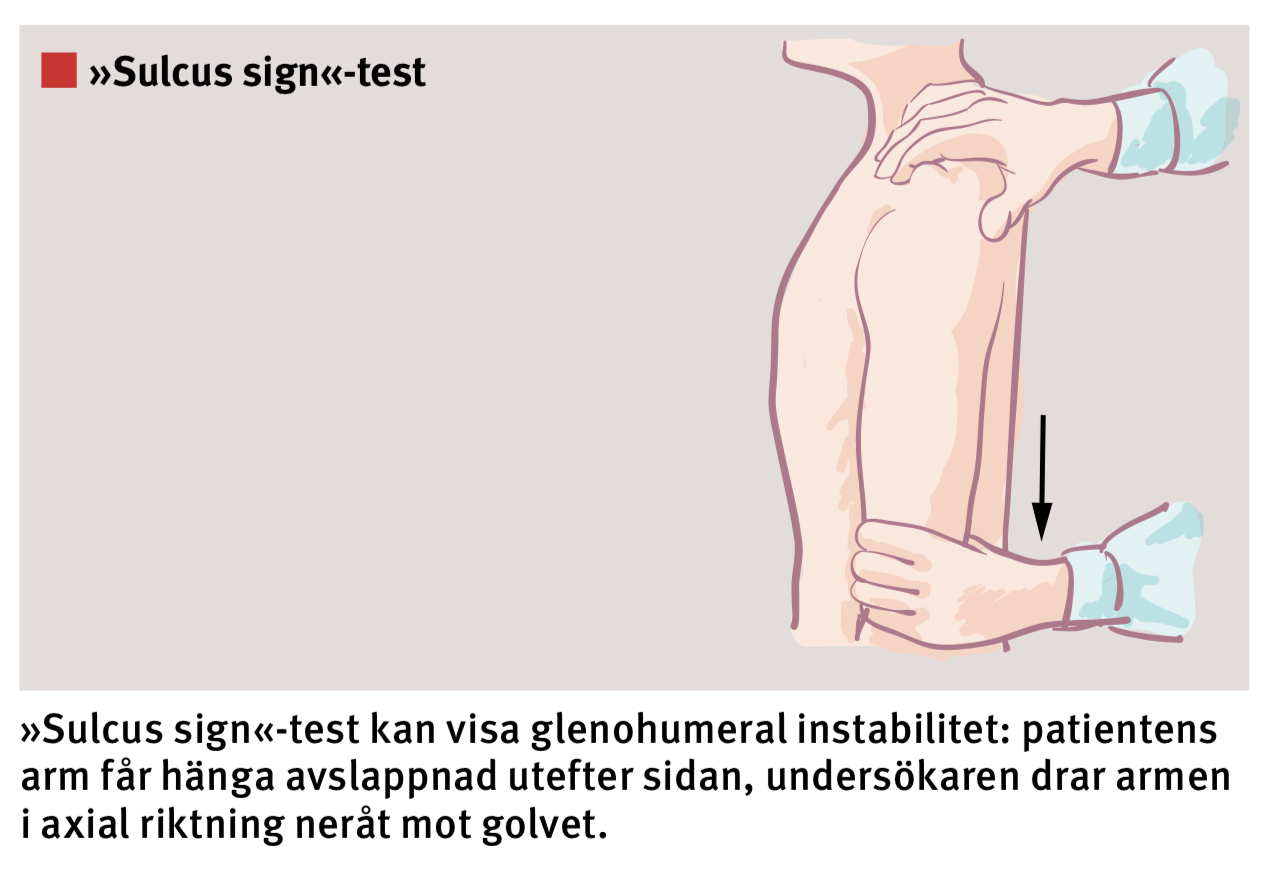 »Sulcus sign«-test
»Sulcus sign«-test kan visa glenohumeral instabilitet: patientens
arm får hänga avslappnad utefter sidan, undersökaren drar armen
i axial riktning neråt mot golvet.